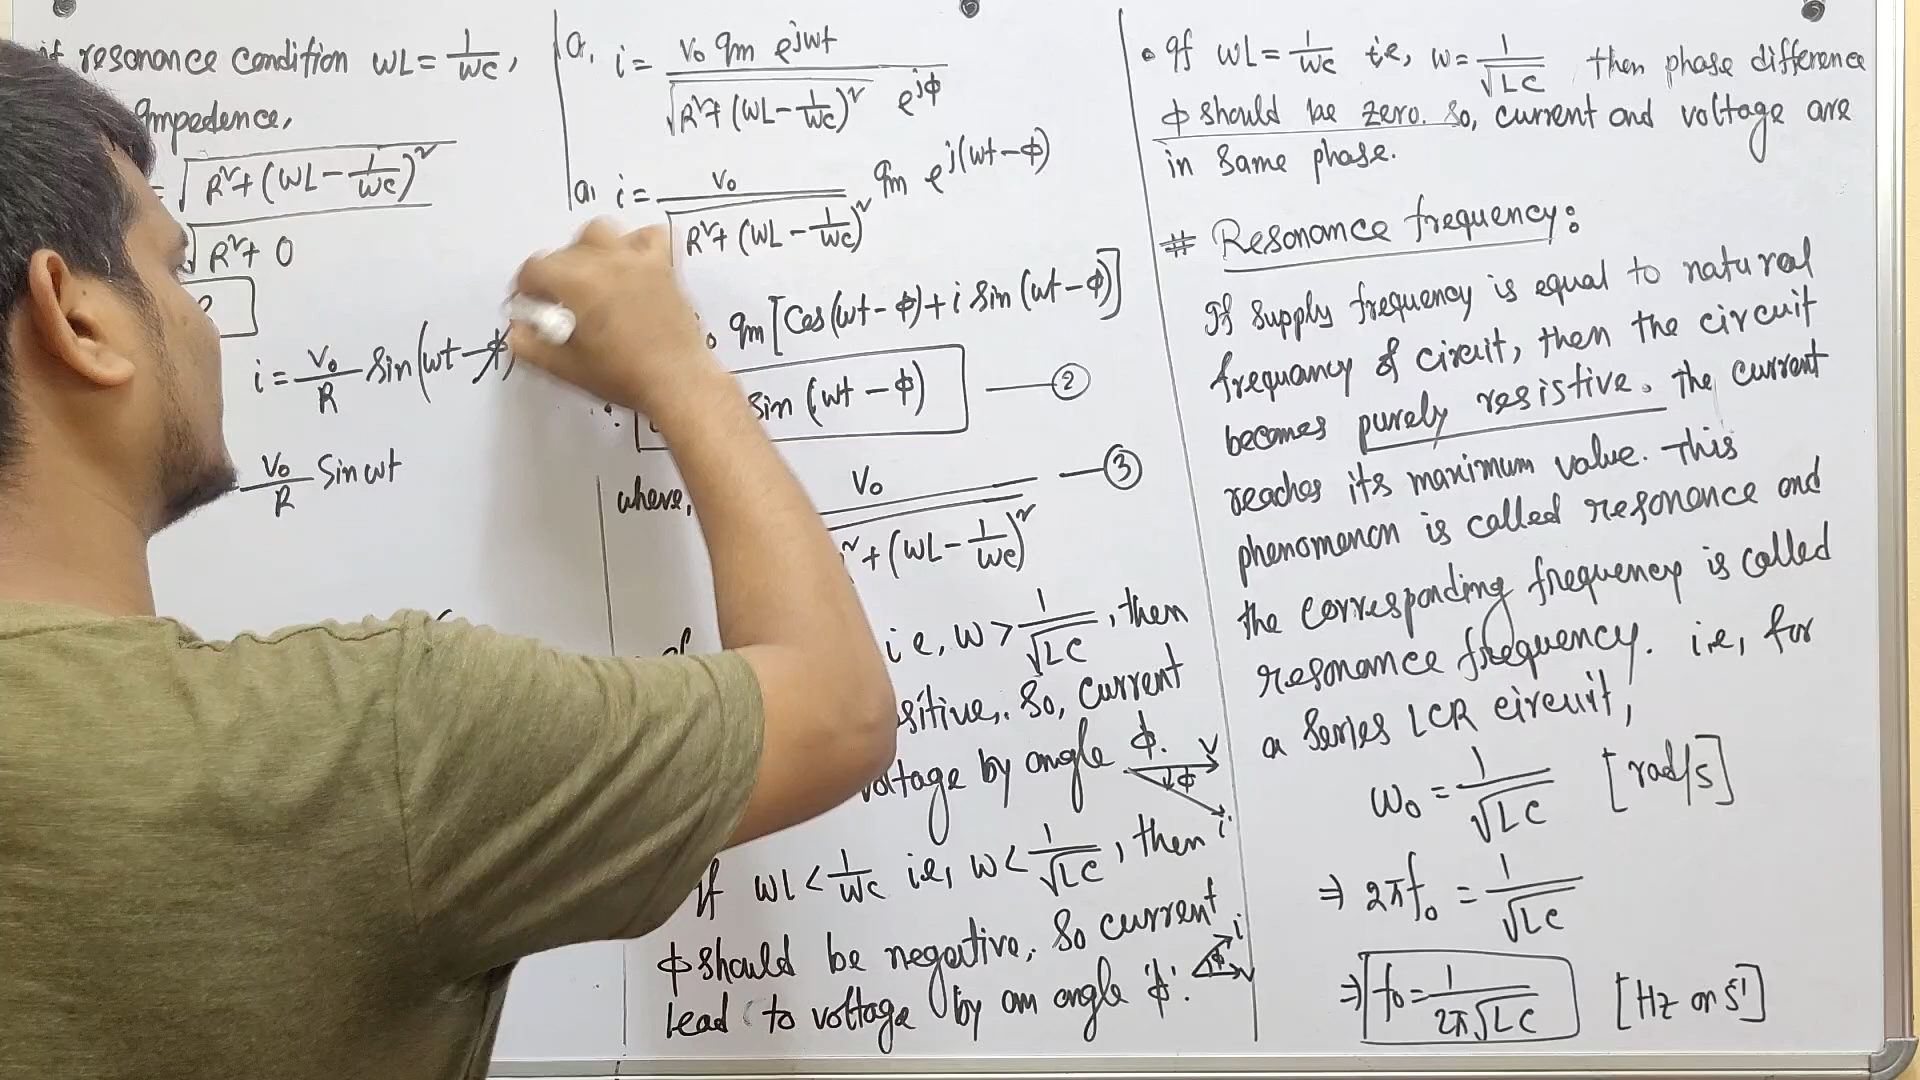 if resonance condition ωL = 1/ωC ,
Impedence,
= √R² + (ωL - 1/ωC)²
√R² + 0
i = V₀/R Sin(ωt - ϕ)
V₀/R Sin ωt
a, i = V₀ Im e^jωt / √R² + (ωL - 1/ωC)² e^jϕ
a, i = V₀ / √R² + (ωL - 1/ωC)² Im e^j(ωt - ϕ)
Im [Cos(ωt - ϕ) + i Sin(ωt - ϕ)]
Sin (ωt - ϕ) — ②
where, V₀ — ③
² + (ωL - 1/ωC)²
ie, ω > 1/√LC , then
sitive,. So, current
voltage by angle ϕ. V
ϕ
i
If ωL < 1/ωC ie, ω < 1/√LC , then
ϕ should be negative, So current
lead to voltage by an angle 'ϕ'.
i
ϕ
V
• If ωL = 1/ωC ie, ω = 1/√LC then phase difference
ϕ should be zero. So, current and voltage are
in same phase.
# Resonance frequency:
If supply frequency is equal to natural
frequency of circuit, then the circuit
becomes purely resistive. The current
reaches its maximum value. This
phenomenon is called resonance and
the corresponding frequency is called
resonance frequency. i.e, for
a series LCR circuit,
ω₀ = 1/√LC [rad/s]
⇒ 2πf₀ = 1/√LC
⇒ f₀ = 1/2π√LC [Hz or s⁻¹]